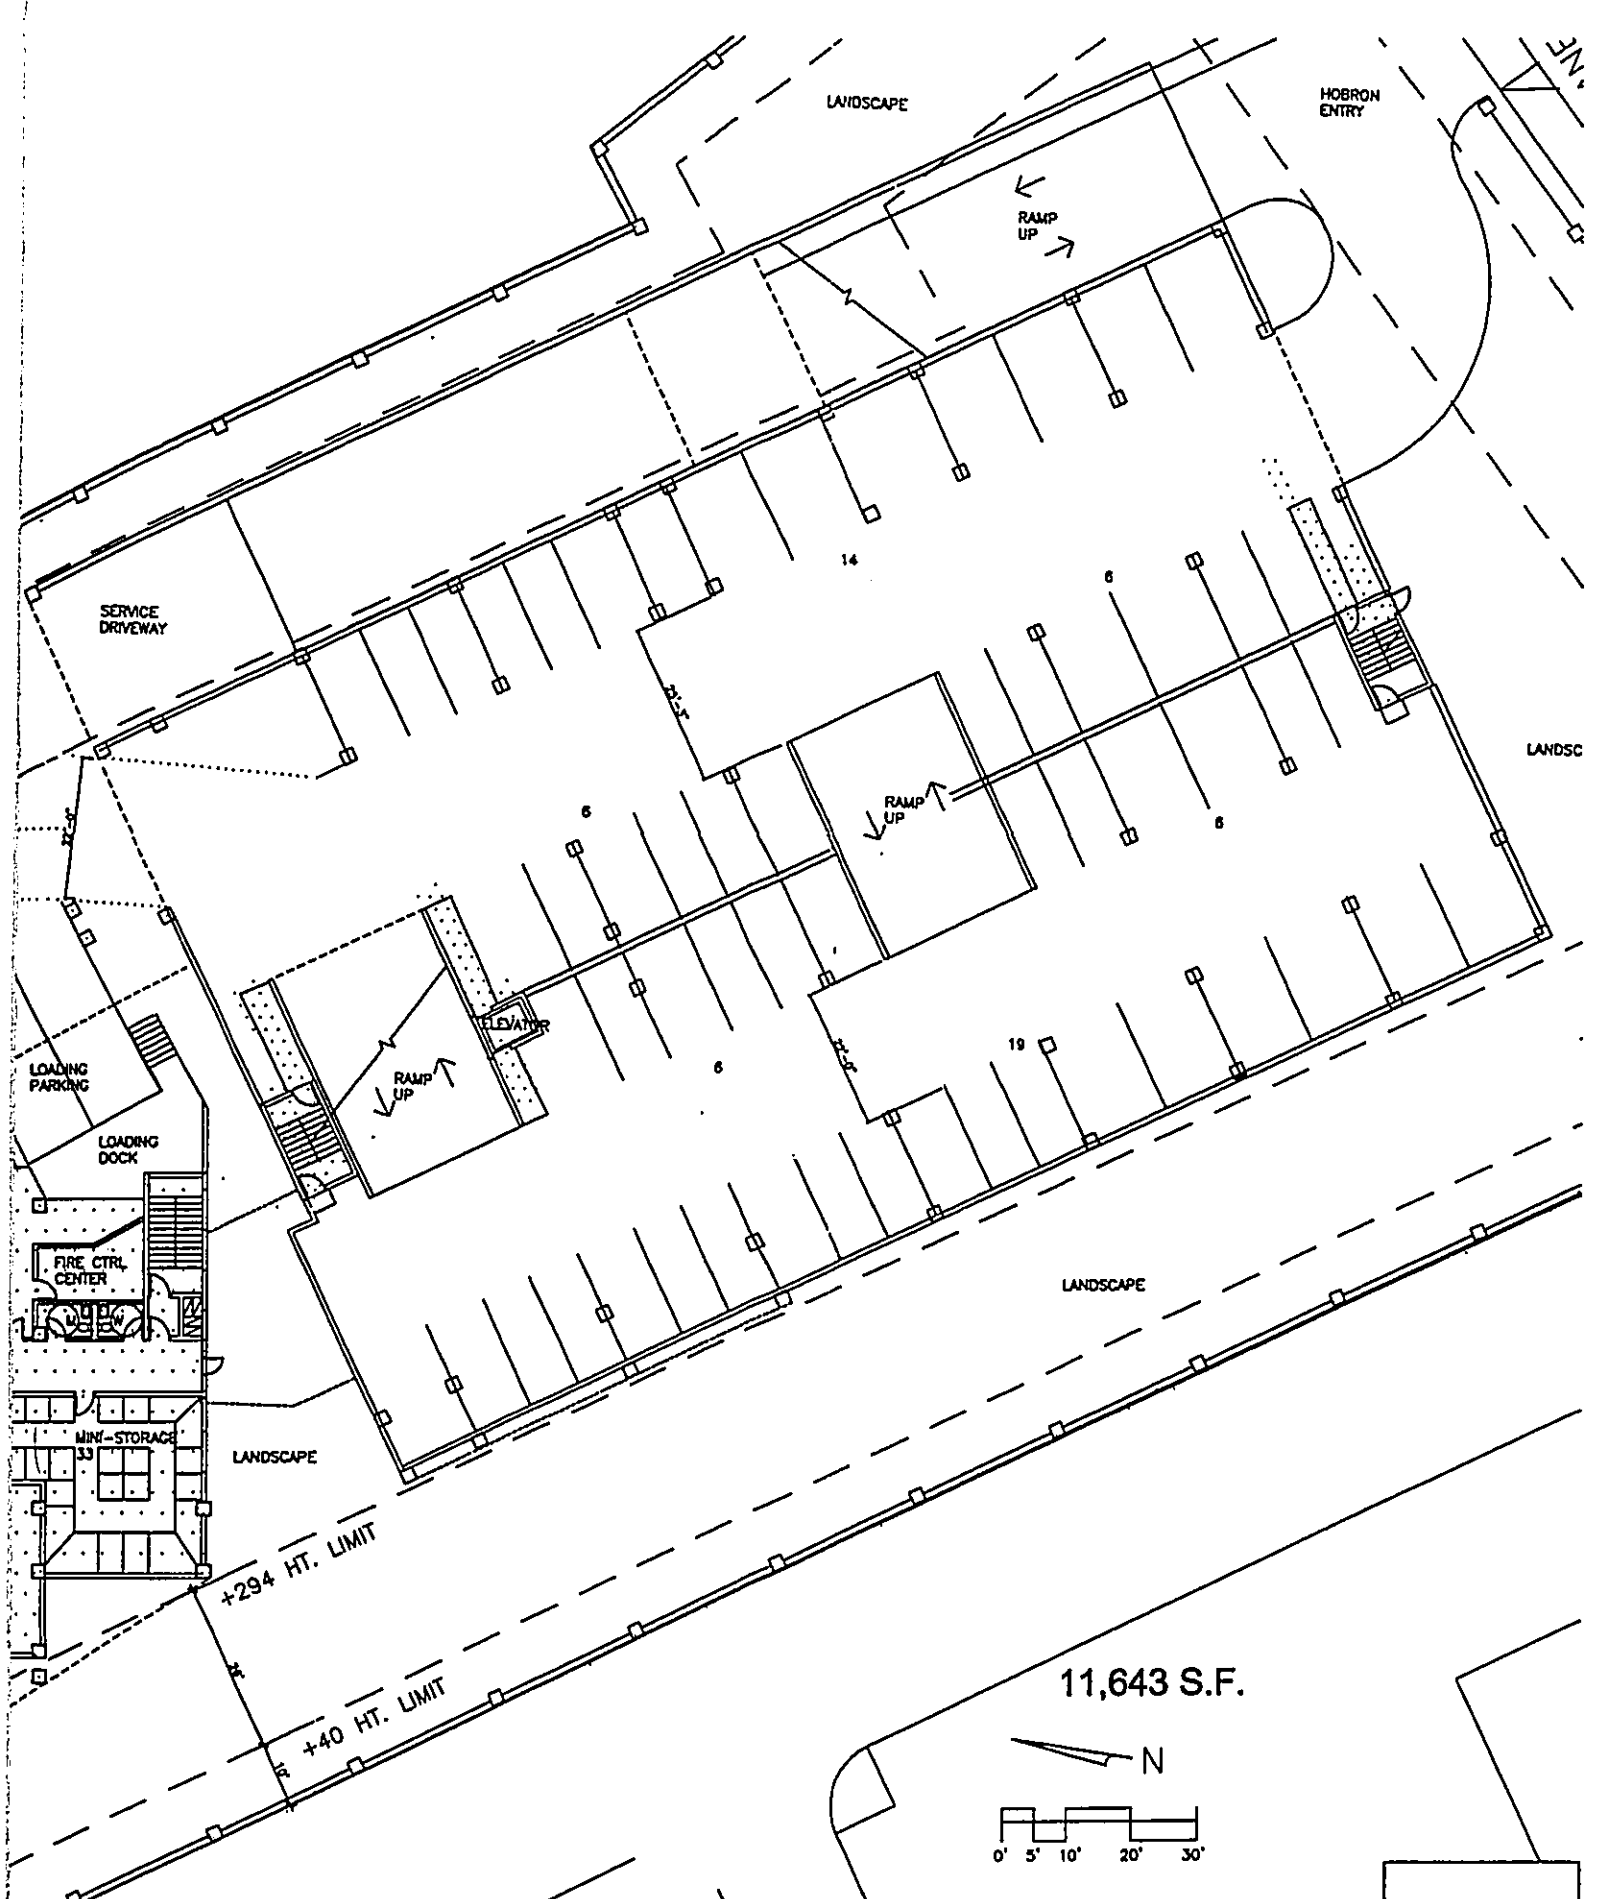 LANDSCAPE
HOBRON
ENTRY
RAMP
UP
14
6
SERVICE
DRIVEWAY
LANDSC
6
RAMP
UP
6
ELEVATOR
19
RAMP
UP
6
LOADING
PARKING
LOADING
DOCK
FIRE CTRL
CENTER
M
W
LANDSCAPE
MINI-STORAGE
33
LANDSCAPE
+294 HT. LIMIT
+40 HT. LIMIT
10'
11,643 S.F.
N
0' 5' 10' 20' 30'